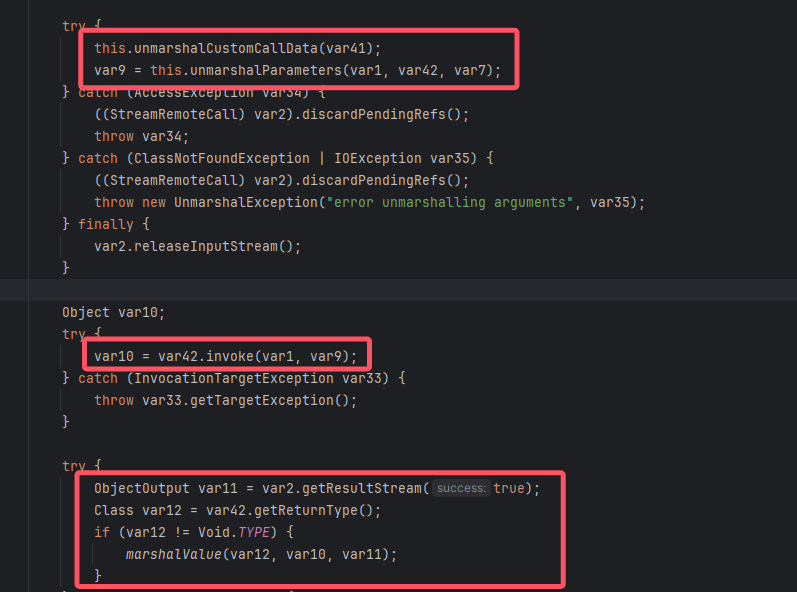 try {
this.unmarshalCustomCallData(var41);
var9 = this.unmarshalParameters(var1, var42, var7);
} catch (AccessException var34) {
((StreamRemoteCall) var2).discardPendingRefs();
throw var34;
} catch (ClassNotFoundException | IOException var35) {
((StreamRemoteCall) var2).discardPendingRefs();
throw new UnmarshalException("error unmarshalling arguments", var35);
} finally {
var2.releaseInputStream();
}
Object var10;
try {
var10 = var42.invoke(var1, var9);
} catch (InvocationTargetException var33) {
throw var33.getTargetException();
}
try {
ObjectOutput var11 = var2.getResultStream( success: true);
Class var12 = var42.getReturnType();
if (var12 != Void.TYPE) {
marshalValue(var12, var10, var11);
}